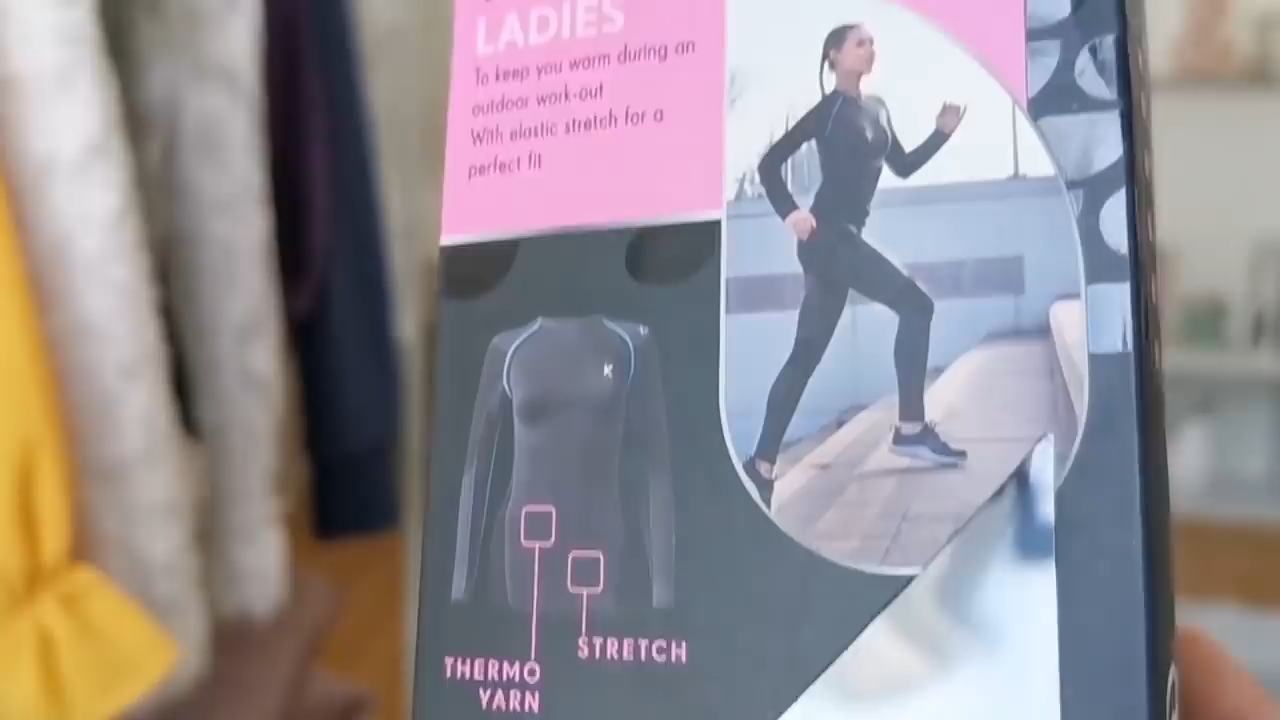 LADIES
To keep you warm during an
outdoor work-out
With elastic stretch for a
perfect fit
K
STRETCH
THERMO
YARN